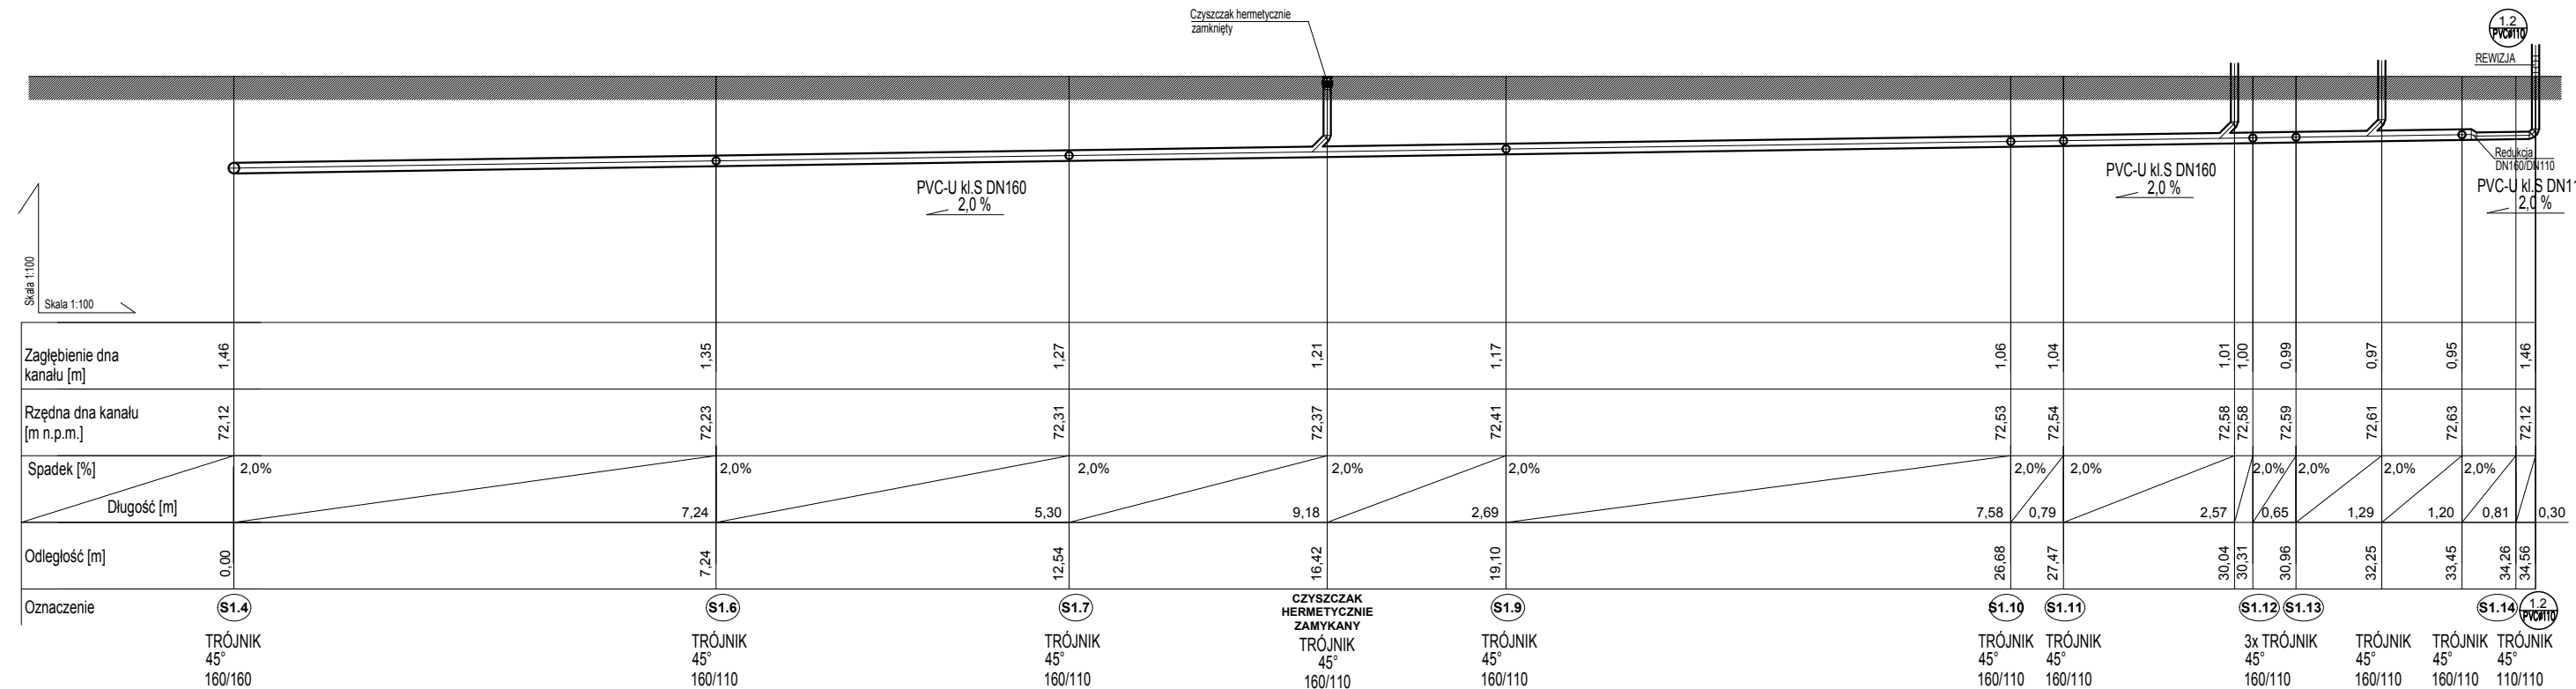 Czyszczak hermetycznie
zamknięty
1.2
PVCØ110
REWIZJA
Redukcja
DN160/DN110
PVC-U kl.S DN160
2,0 %
PVC-U kl.S DN160
2,0 %
PVC-U kl.S DN11
2,0 %
Skala 1:100
Skala 1:100
Zagłębienie dna
kanału [m]
1,46 1,35 1,27 1,21 1,17 1,06 1,04 1,01 1,00 0,99 0,97 0,95 1,46
Rzędna dna kanału
[m n.p.m.]
72,12 72,23 72,31 72,37 72,41 72,53 72,54 72,58 72,58 72,59 72,61 72,63 72,12
Spadek [%]
2,0% 2,0% 2,0% 2,0% 2,0% 2,0% 2,0% 2,0% 2,0% 2,0% 2,0%
Długość [m]
7,24 5,30 9,18 2,69 7,58 0,79 2,57 0,65 1,29 1,20 0,81 0,30
Odległość [m]
0,00 7,24 12,54 16,42 19,10 26,68 27,47 30,04 30,31 30,96 32,25 33,45 34,26 34,56
Oznaczenie
S1.4
TRÓJNIK
45°
160/160
S1.6
TRÓJNIK
45°
160/110
S1.7
TRÓJNIK
45°
160/110
CZYSZCZAK
HERMETYCZNIE
ZAMYKANY
TRÓJNIK
45°
160/110
S1.9
TRÓJNIK
45°
160/110
S1.10
TRÓJNIK
45°
160/110
S1.11
TRÓJNIK
45°
160/110
S1.12 S1.13
3x TRÓJNIK
45°
160/110
TRÓJNIK
45°
160/110
TRÓJNIK
45°
160/110
S1.14
TRÓJNIK
45°
110/110
1.2
PVCØ110